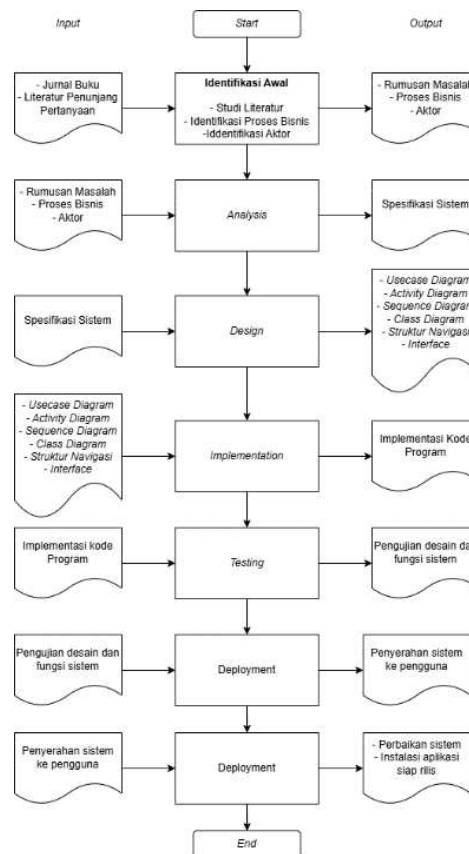 Input
Start
Output
- Jurnal Buku
- Literatur Penunjang
Pertanyaan
Identifikasi Awal
- Studi Literatur
- Identifikasi Proses Bisnis
-Iddentifikasi Aktor
- Rumusan Masalah
- Proses Bisnis
- Aktor
- Rumusan Masalah
- Proses Bisnis
- Aktor
Analysis
Spesifikasi Sistem
Spesifikasi Sistem
Design
- Usecase Diagram
- Activity Diagram
- Sequence Diagram
- Class Diagram
- Struktur Navigasi
- Interface
- Usecase Diagram
- Activity Diagram
- Sequence Diagram
- Class Diagram
- Struktur Navigasi
- Interface
Implementation
Implementasi Kode
Program
Implementasi kode
Program
Testing
Pengujian desain da
fungsi sistem
Pengujian desain dan
fungsi sistem
Deployment
Penyerahan sistem
ke pengguna
Penyerahan sistem
ke pengguna
Deployment
- Perbaikan sistem
- Instalasi aplikasi
siap rilis
End